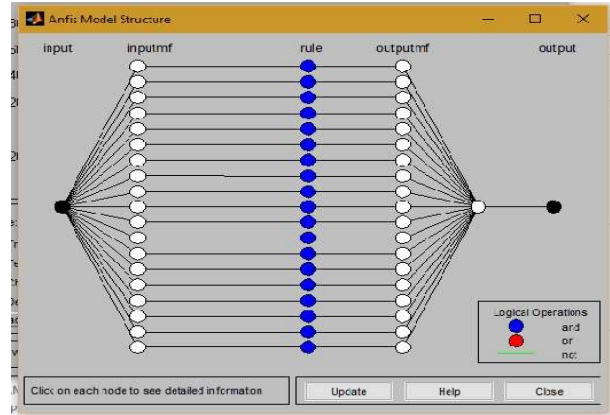 Anfis Model Structure
input inputmf rule outputmf output
Logical Operations
and
or
not
Click on each node to see detailed information
Update Help Close